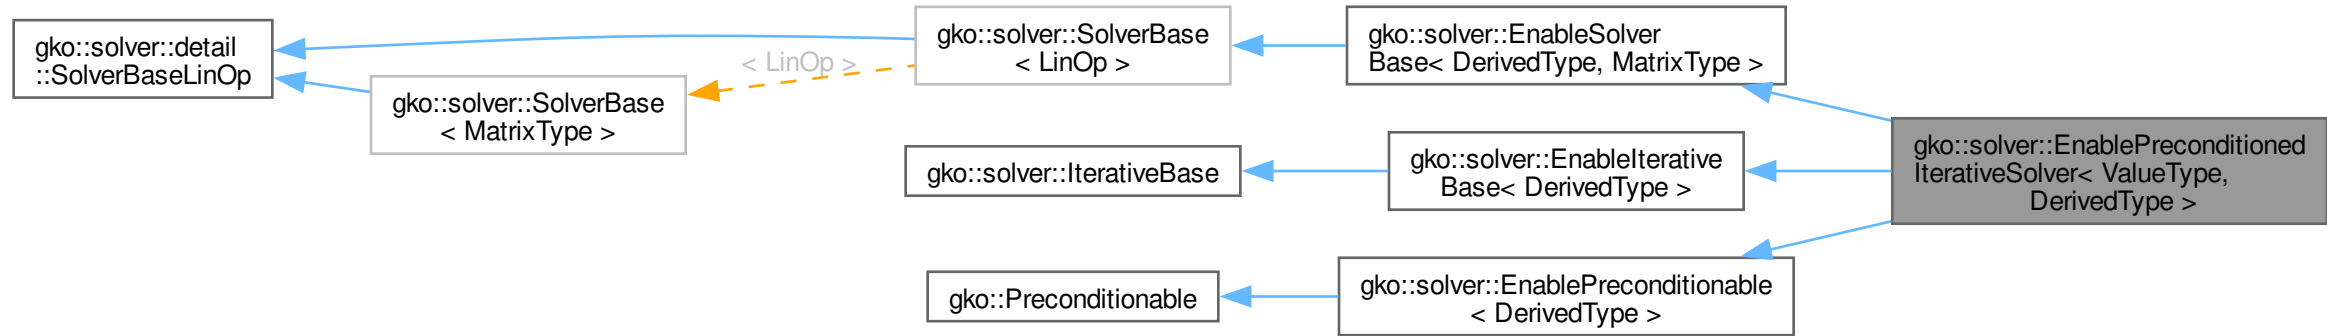 gko::solver::detail
::SolverBaseLinOp
< LinOp >
gko::solver::SolverBase
< MatrixType >
gko::solver::SolverBase
< LinOp >
gko::solver::EnableSolver
Base< DerivedType, MatrixType >
gko::solver::IterativeBase
gko::solver::EnableIterative
Base< DerivedType >
gko::Preconditionable
gko::solver::EnablePreconditionable
< DerivedType >
gko::solver::EnablePreconditioned
IterativeSolver< ValueType,
DerivedType >